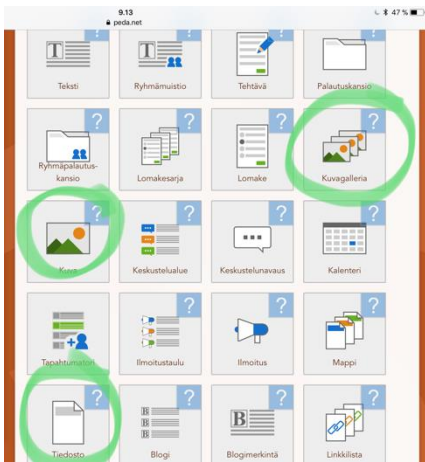 9.13
47 %
peda.net
Teksti
Ryhmämuistio
Tehtävä
Palautuskansio
?
?
?
?
Ryhmäpalautus-
kansio
Lomakesarja
Lomake
Kuvagalleria
?
?
?
?
Kuva
Keskustelualue
Keskustelunavaus
Kalenteri
?
?
?
?
Tapahtumatori
Ilmoitustaulu
Ilmoitus
Mappi
?
?
?
?
Tiedosto
Blogi
Blogimerkintä
Linkkilista